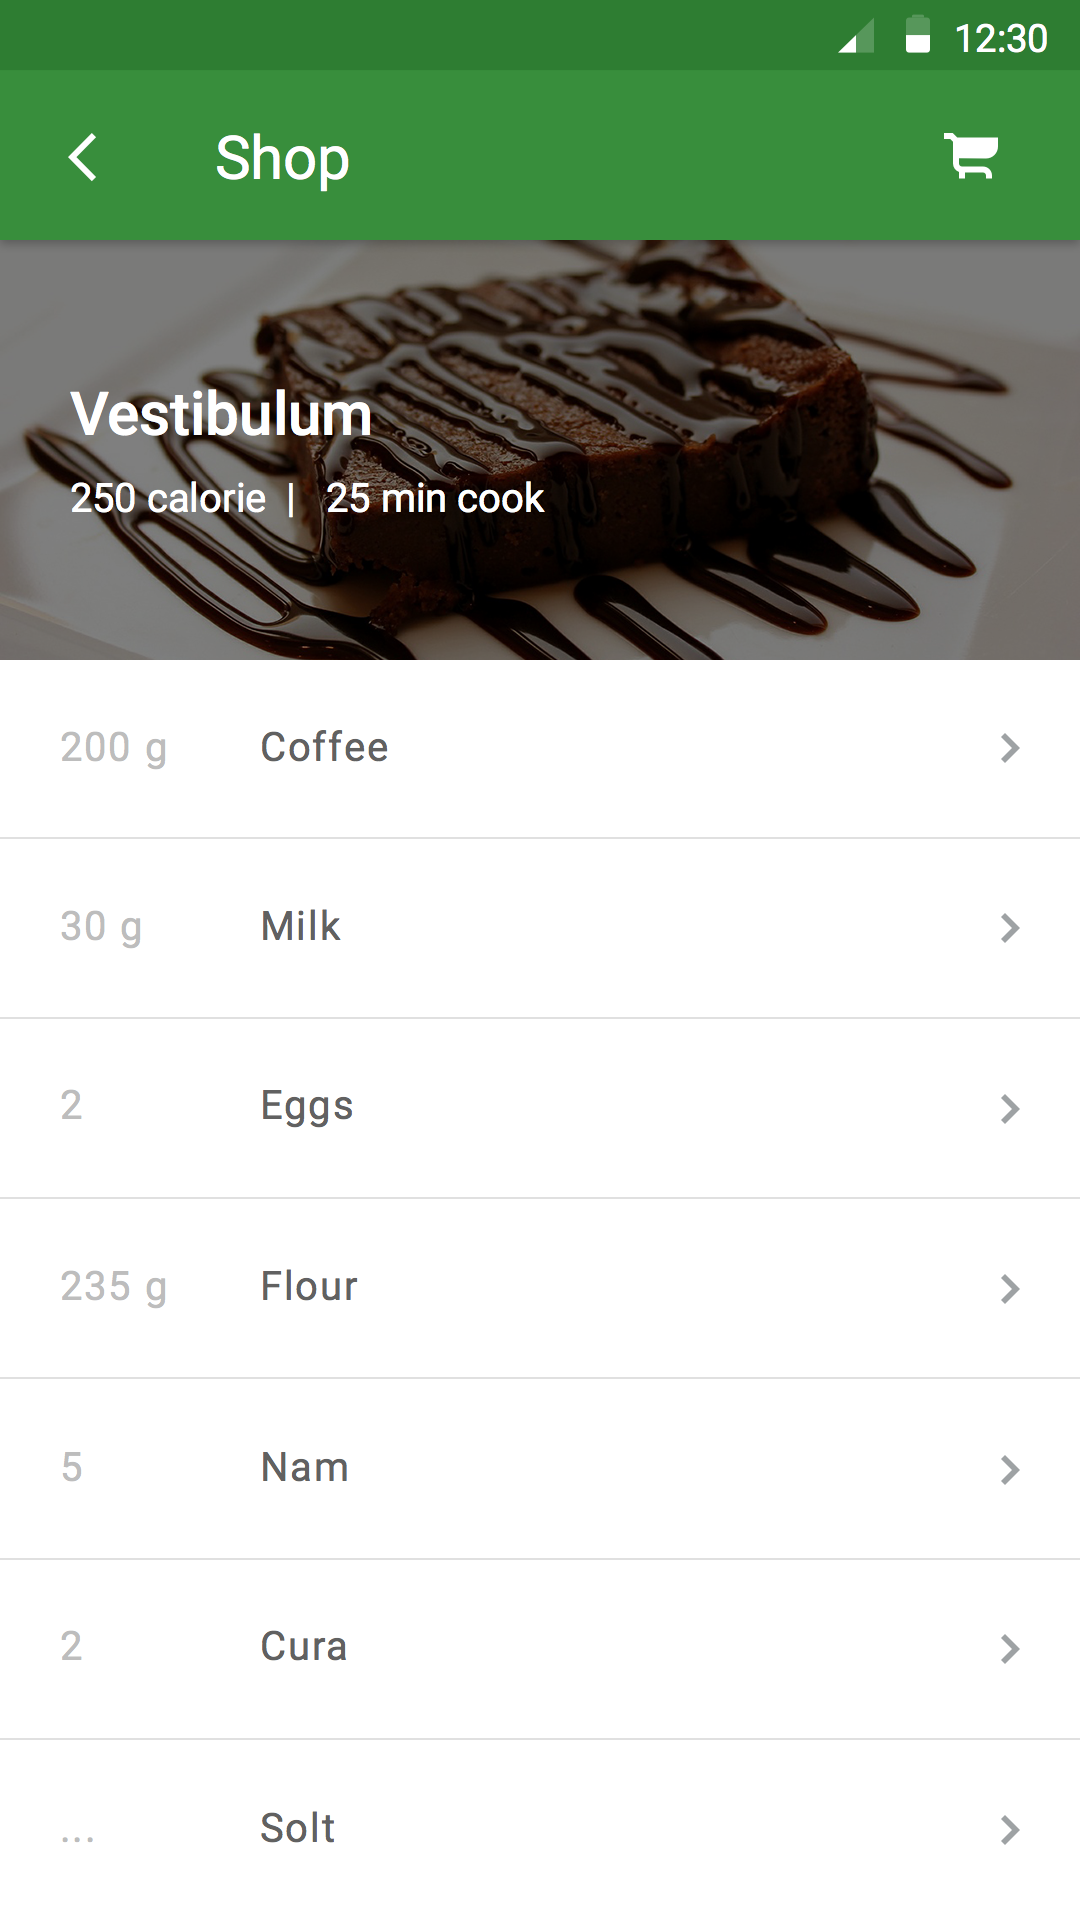 12:30
Shop
Vestibulum
250 calorie | 25 min cook
200 g Coffee
30 g Milk
2 Eggs
235 g Flour
5 Nam
2 Cura
... Solt